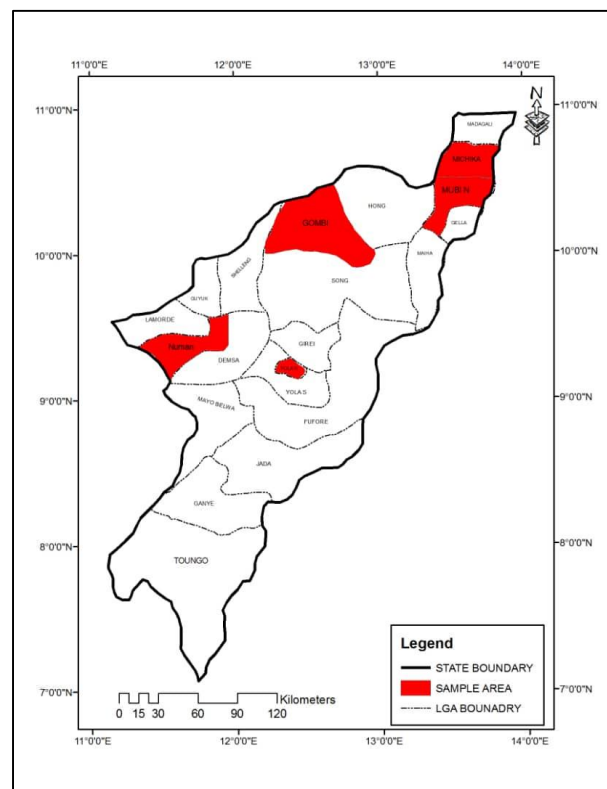 11°0'0"E 12°0'0"E 13°0'0"E 14°0'0"E
N
11°0'0"N 11°0'0"N
MADAGALI
MICHIKA
MUBI N
HONG
GOMBI
GELLA
MAIHA
10°0'0"N 10°0'0"N
SHELLENG
SONG
GUYUK
LAMORDE
GIREI
Numan
DEMSA
YOLA S
9°0'0"N 9°0'0"N
MAYO BELWA
FUFORE
JADA
GANYE
8°0'0"N 8°0'0"N
TOUNGO
Legend
STATE BOUNDARY
SAMPLE AREA
LGA BOUNADRY
7°0'0"N 7°0'0"N
Kilometers
0 15 30 60 90 120
11°0'0"E 12°0'0"E 13°0'0"E 14°0'0"E